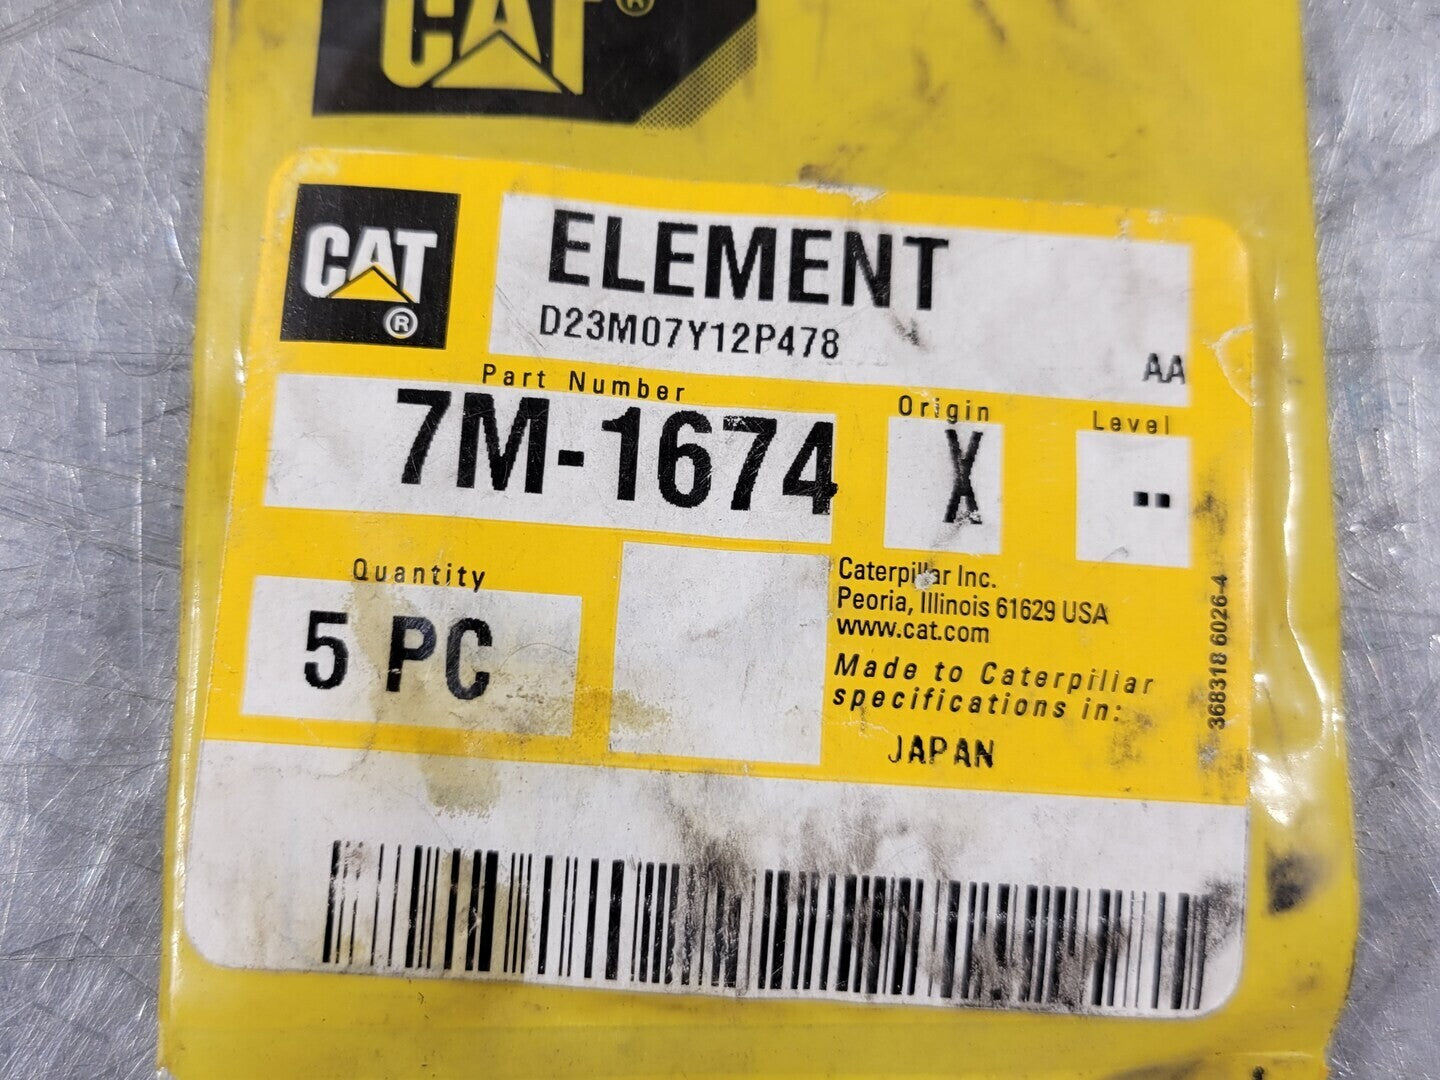 CAT ®
CAT
®
ELEMENT
D23M07Y12P478
AA
Part Number
7M-1674
Origin
X
Level
--
Quantity
5 PC
Caterpillar Inc.
Peoria, Illinois 61629 USA
www.cat.com
Made to Caterpillar
specifications in:
JAPAN
368318 6026-4